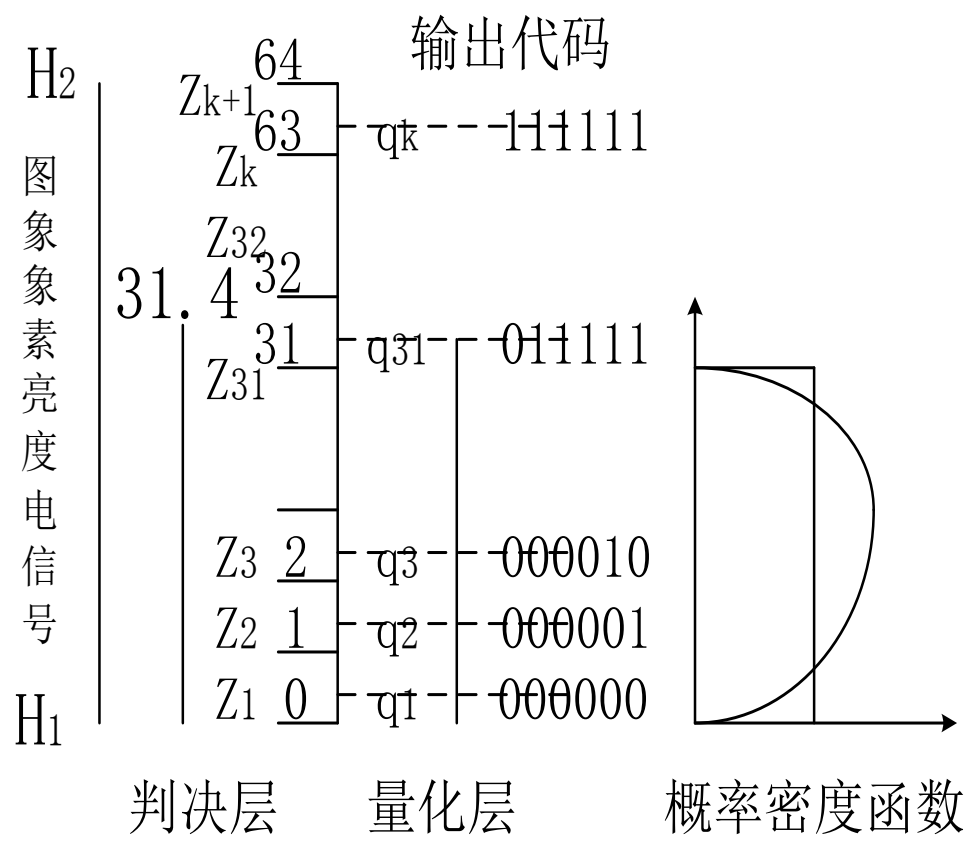 输出代码
H2
64
Zk+1
63
qk
111111
Zk
图象象素亮度电信号
Z32
32
31.4
31
q31
011111
Z31
Z3
2
q3
000010
Z2
1
q2
000001
Z1
0
q1
000000
H1
判决层
量化层
概率密度函数